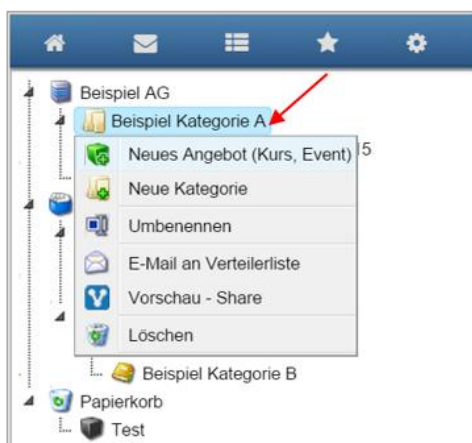 Beispiel AG
Beispiel Kategorie A
Neues Angebot (Kurs, Event)
15
Neue Kategorie
Umbenennen
E-Mail an Verteilerliste
Vorschau - Share
Löschen
Beispiel Kategorie B
Papierkorb
Test